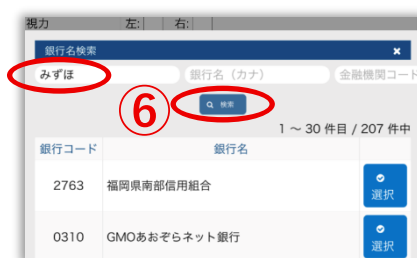 視力 左: 右:
銀行名検索 ×
みずほ 銀行名（カナ） 金融機関コード
⑥ 検索
1 ～ 30 件目 / 207 件中
銀行コード 銀行名
2763 福岡県南部信用組合 選択
0310 GMOあおぞらネット銀行 選択